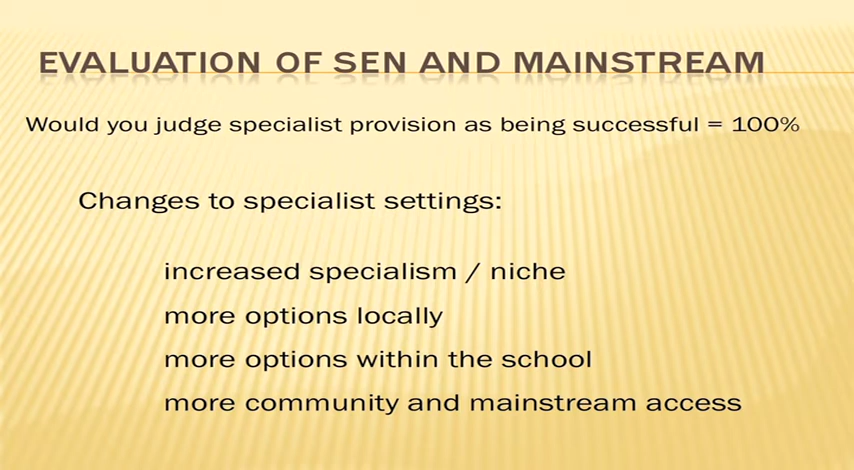 EVALUATION OF SEN AND MAINSTREAM
Would you judge specialist provision as being successful = 100%
Changes to specialist settings:
increased specialism / niche
more options locally
more options within the school
more community and mainstream access